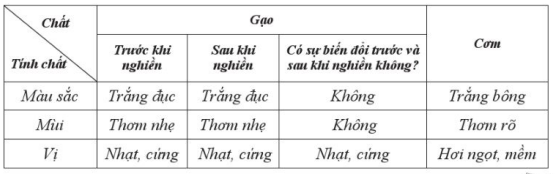 Chất
Tính chất
Gạo
Cơm
Trước khi
nghiền
Sau khi
nghiền
Có sự biến đổi trước và
sau khi nghiền không?
Màu sắc Trắng đục Trắng đục Không Trắng bông
Mùi Thơm nhẹ Thơm nhẹ Không Thơm rõ
Vị Nhạt, cứng Nhạt, cứng Nhạt, cứng Hơi ngọt, mềm